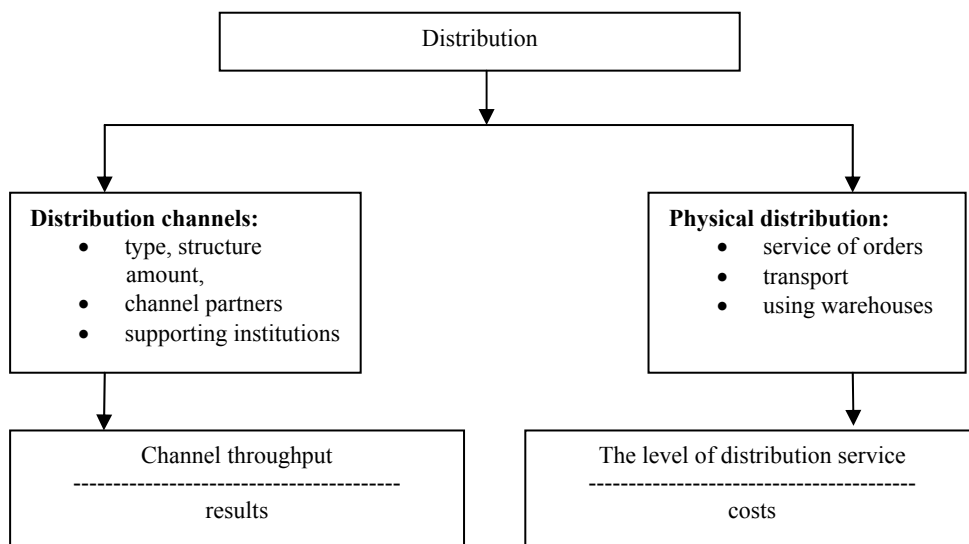 Distribution
Distribution channels:
• type, structure
amount,
• channel partners
• supporting institutions
Physical distribution:
• service of orders
• transport
• using warehouses
Channel throughput
-----------------------------------------
results
The level of distribution service
-----------------------------------------
costs